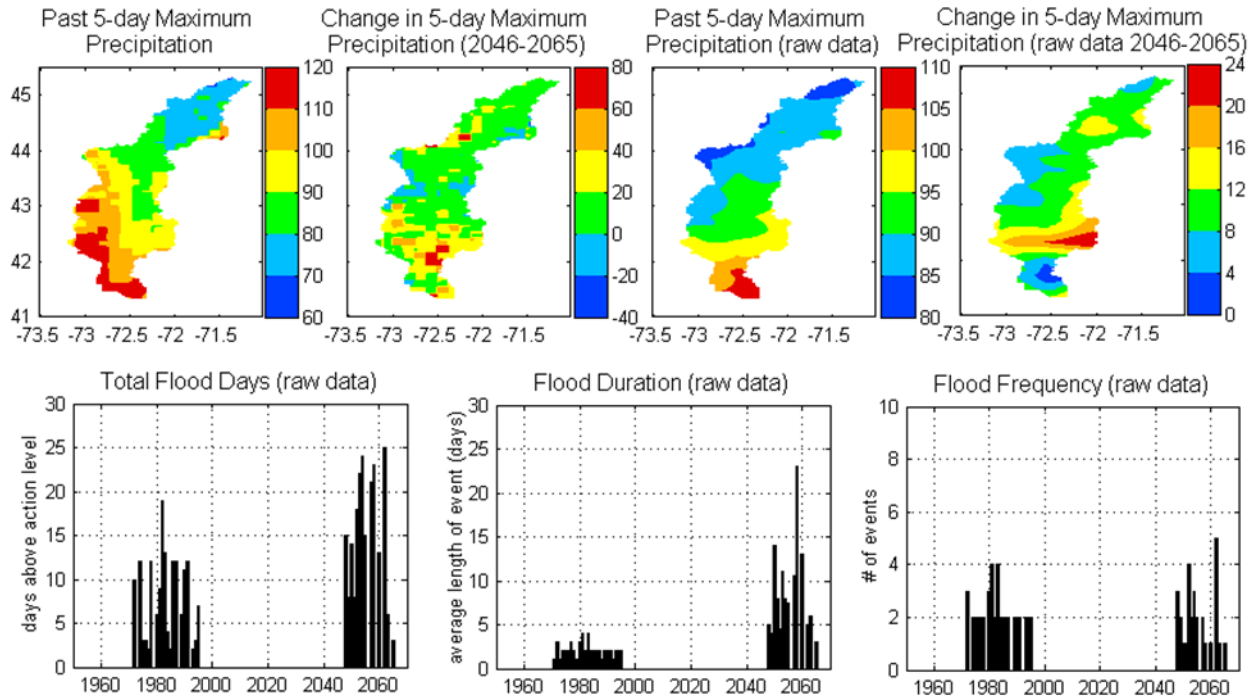 Past 5-day Maximum
Precipitation
Change in 5-day Maximum
Precipitation (2046-2065)
Past 5-day Maximum
Precipitation (raw data)
Change in 5-day Maximum
Precipitation (raw data 2046-2065)
45
44
43
42
41
-73.5 -73 -72.5 -72 -71.5
120
110
100
90
80
70
60
-73.5 -73 -72.5 -72 -71.5
80
60
40
20
0
-20
-40
-73.5 -73 -72.5 -72 -71.5
110
105
100
95
90
85
80
-73.5 -73 -72.5 -72 -71.5
24
20
16
12
8
4
0
Total Flood Days (raw data)
days above action level
30
25
20
15
10
5
0
1960 1980 2000 2020 2040 2060
Flood Duration (raw data)
average length of event (days)
30
25
20
15
10
5
0
1960 1980 2000 2020 2040 2060
Flood Frequency (raw data)
# of events
10
8
6
4
2
0
1960 1980 2000 2020 2040 2060